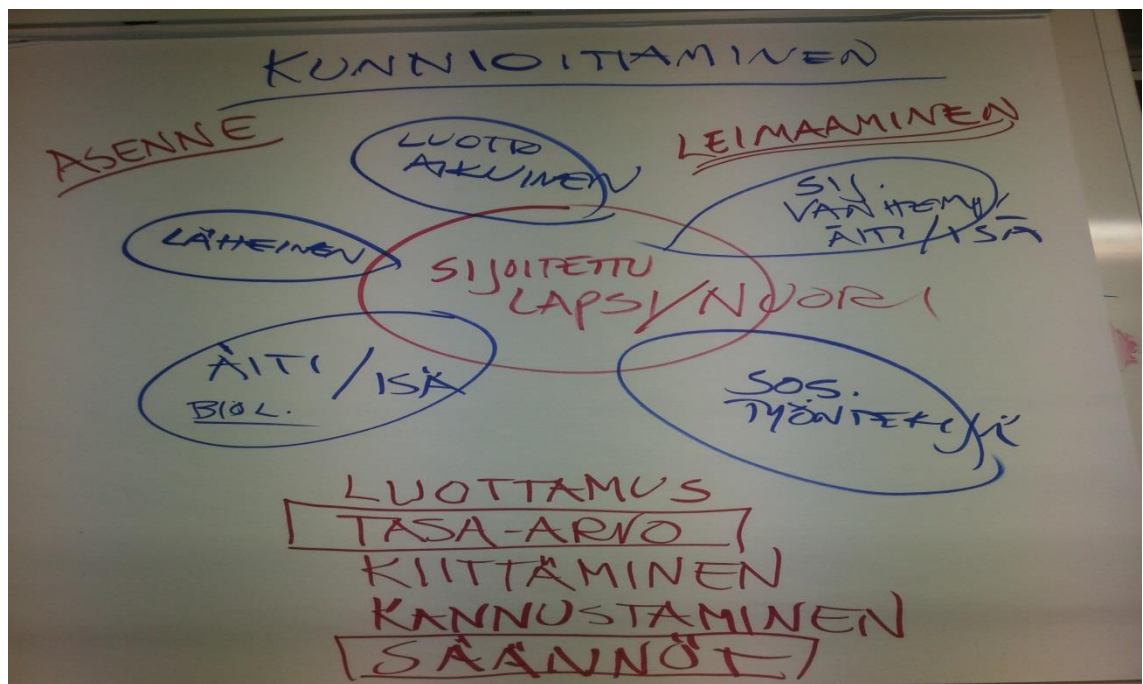 KUNNIOITTAMINEN
ASENNE
LEIMAAMINEN
LUOTTO
AIKUINEN
SIJ.
VANHEMPI/
ÄITI/ISÄ
LÄHEINEN
SIJOITETTU
LAPSI/NUORI
ÄITI/ISÄ
BIOL.
SOS.
TYÖNTEKIJÄ
LUOTTAMUS
TASA-ARVO
KIITTÄMINEN
KANNUSTAMINEN
SÄÄNNÖT